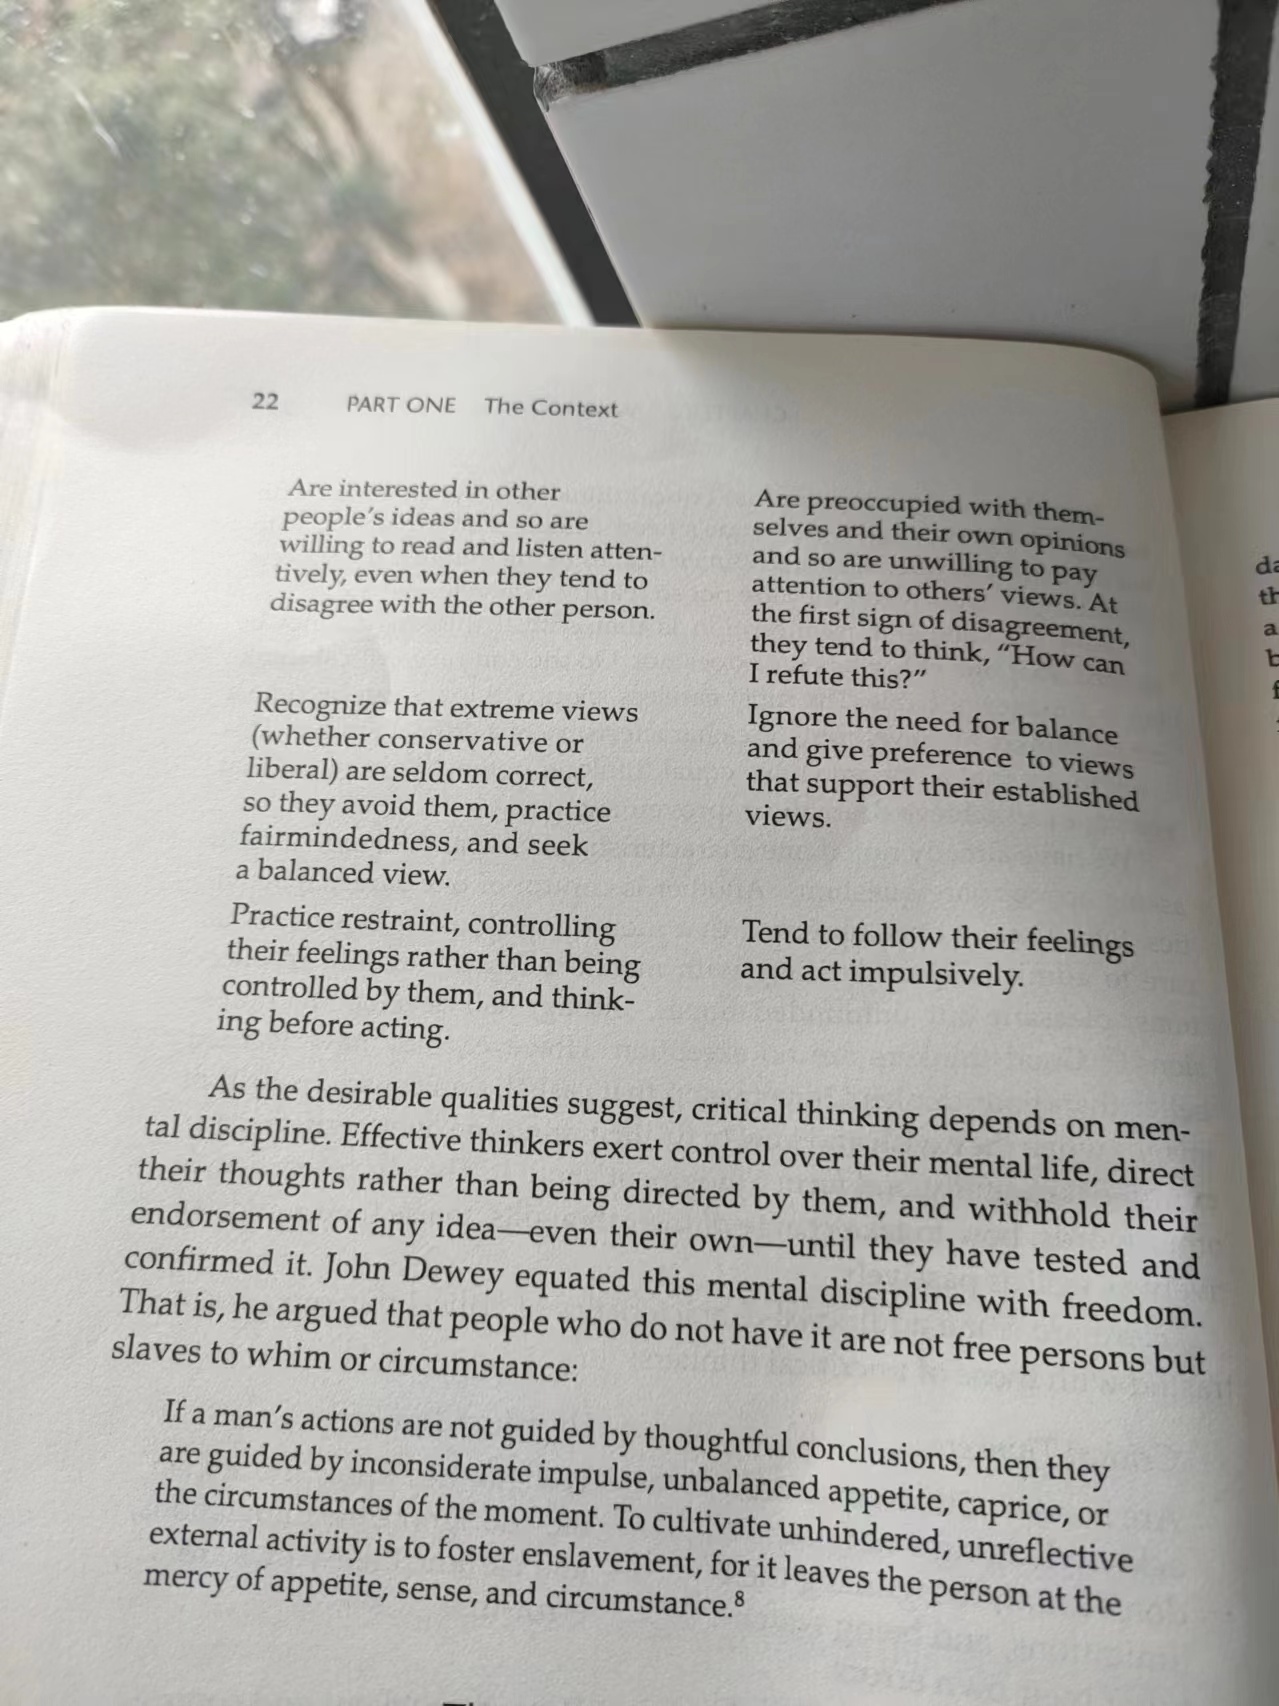 22 PART ONE The Context
Are interested in other
people's ideas and so are
willing to read and listen atten-
tively, even when they tend to
disagree with the other person.
Are preoccupied with them-
selves and their own opinions
and so are unwilling to pay
attention to others' views. At
the first sign of disagreement,
they tend to think, "How can
I refute this?"
Recognize that extreme views
(whether conservative or
liberal) are seldom correct,
so they avoid them, practice
fairmindedness, and seek
a balanced view.
Ignore the need for balance
and give preference to views
that support their established
views.
Practice restraint, controlling
their feelings rather than being
controlled by them, and think-
ing before acting.
Tend to follow their feelings
and act impulsively.
As the desirable qualities suggest, critical thinking depends on men-
tal discipline. Effective thinkers exert control over their mental life, direct
their thoughts rather than being directed by them, and withhold their
endorsement of any idea—even their own—until they have tested and
confirmed it. John Dewey equated this mental discipline with freedom.
That is, he argued that people who do not have it are not free persons but
slaves to whim or circumstance:
If a man's actions are not guided by thoughtful conclusions, then they
are guided by inconsiderate impulse, unbalanced appetite, caprice, or
the circumstances of the moment. To cultivate unhindered, unreflective
external activity is to foster enslavement, for it leaves the person at the
mercy of appetite, sense, and circumstance.⁸